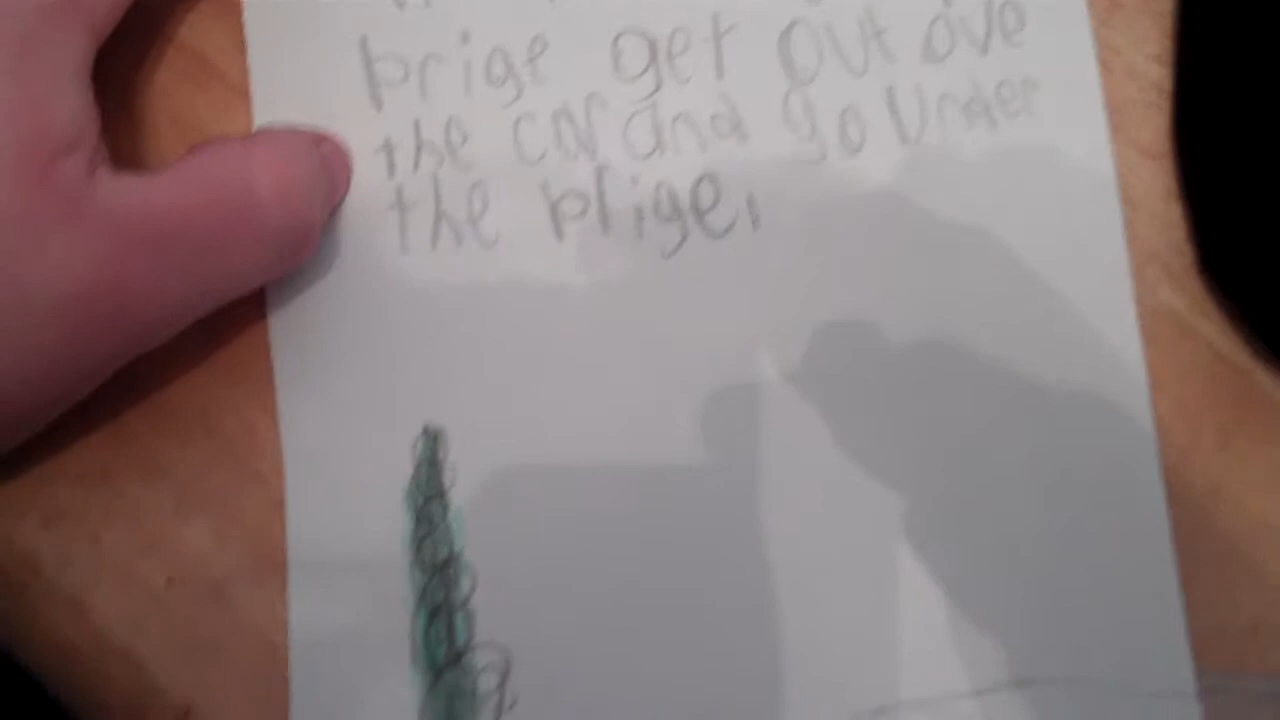 brige get out ove
the car and go Under
the brige.